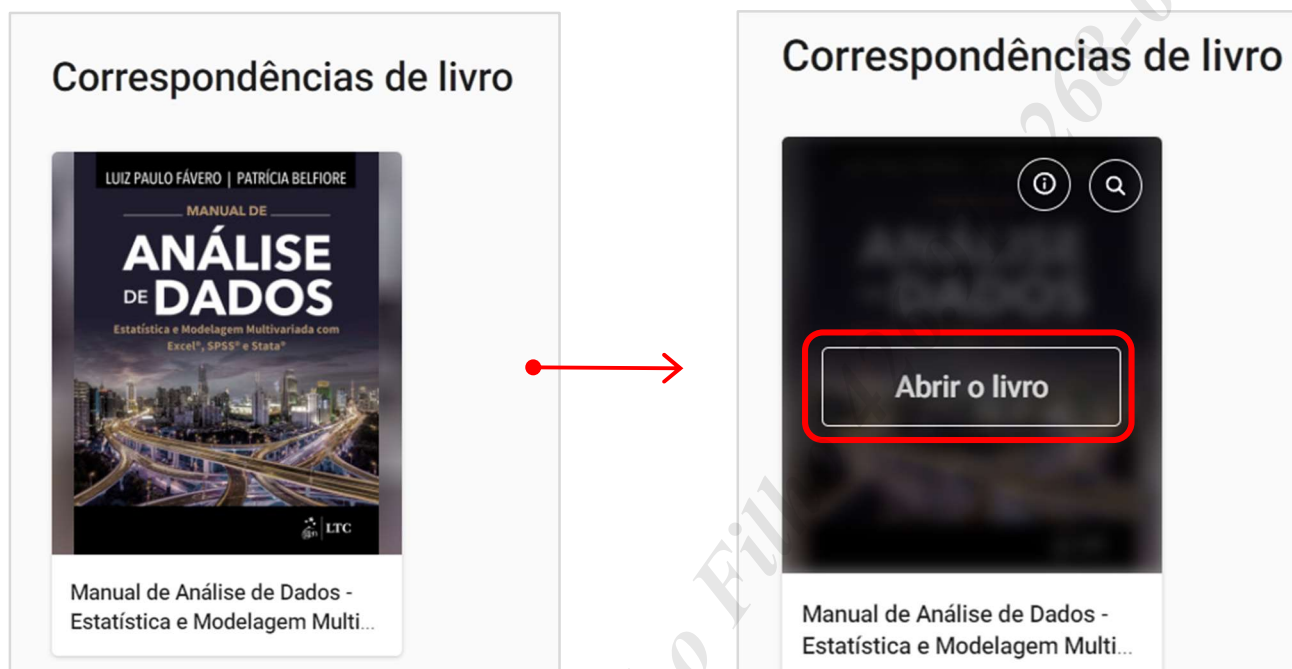 Correspondências de livro
LUIZ PAULO FÁVERO | PATRÍCIA BELFIORE
MANUAL DE
ANÁLISE
DE DADOS
Estatística e Modelagem Multivariada com
Excel®, SPSS® e Stata®
LTC
Manual de Análise de Dados -
Estatística e Modelagem Multi...
Correspondências de livro
ANÁLISE
DADOS
Abrir o livro
Manual de Análise de Dados -
Estatística e Modelagem Multi...